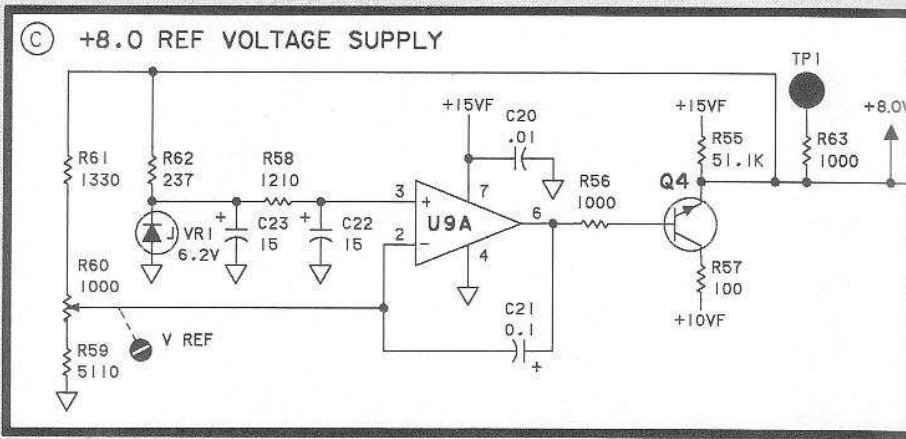 C +8.0 REF VOLTAGE SUPPLY
TP1
+15VF
C20
.01
+15VF
+8.0V
R61
1330
R62
237
R58
1210
R55
51.1K
R63
1000
7
R56
1000
Q4
3
+
U9A
6
+
C23
15
+
C22
15
J
VR1
6.2V
2
−
4
R60
1000
R57
100
C21
0.1
+
+10VF
V REF
R59
5110